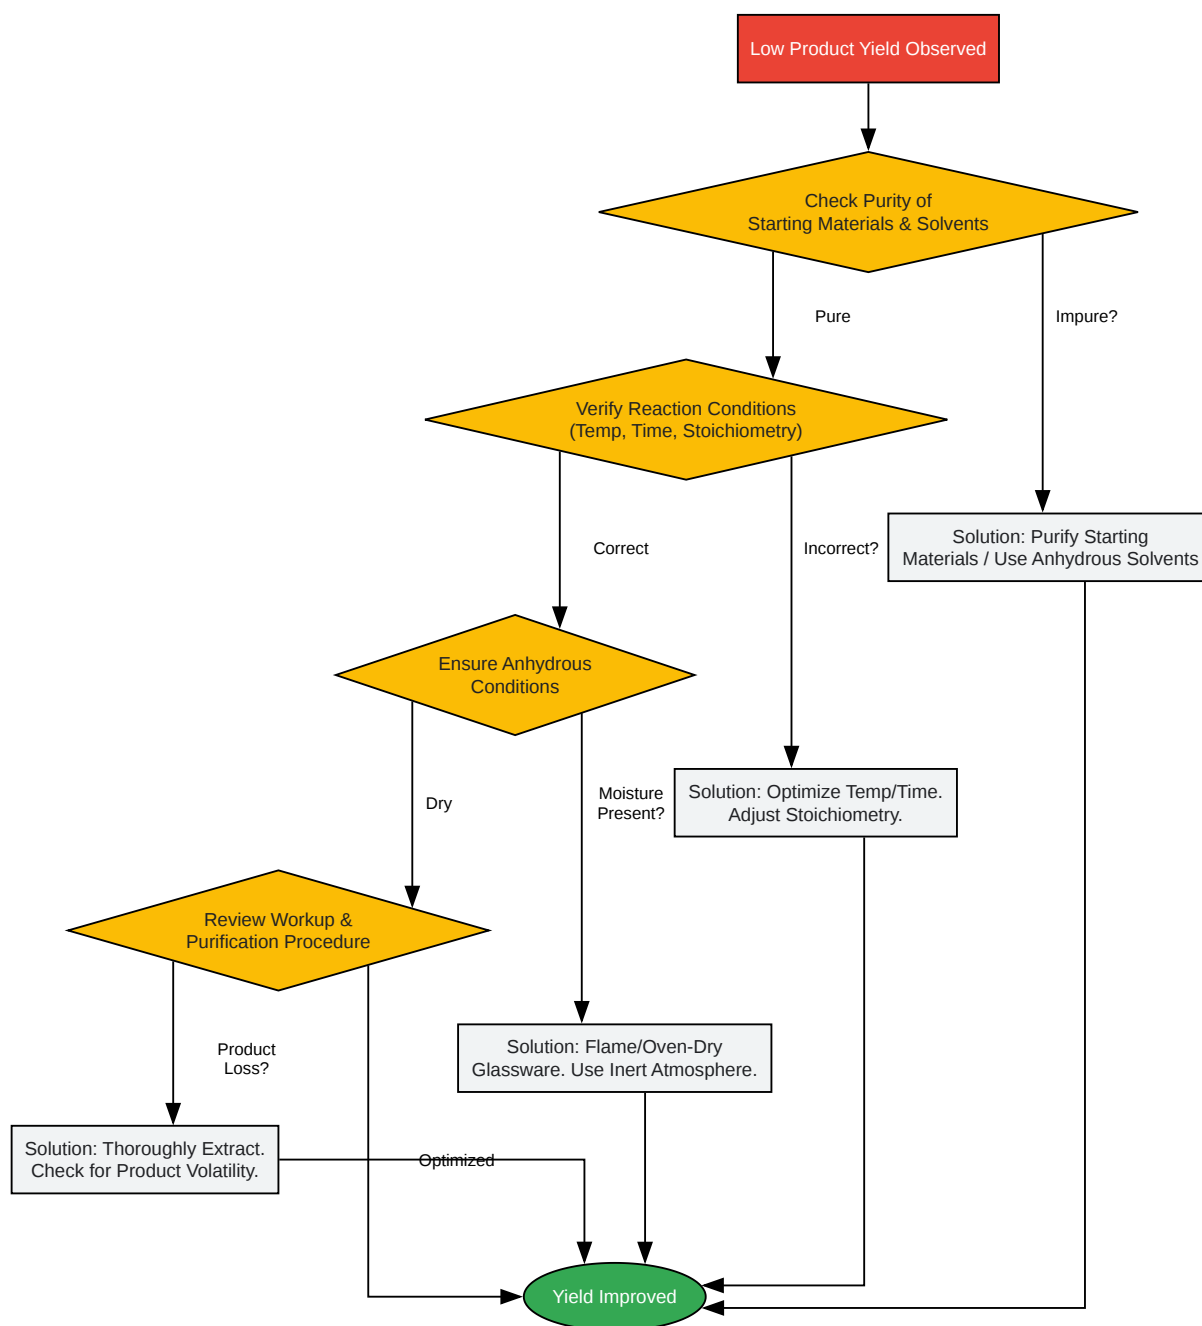 Low Product Yield Observed
Check Purity of
Starting Materials & Solvents
Pure
Impure?
Verify Reaction Conditions
(Temp, Time, Stoichiometry)
Correct
Incorrect?
Solution: Purify Starting
Materials / Use Anhydrous Solvents
Ensure Anhydrous
Conditions
Dry
Moisture
Present?
Solution: Optimize Temp/Time.
Adjust Stoichiometry.
Review Workup &
Purification Procedure
Product
Loss?
Solution: Flame/Oven-Dry
Glassware. Use Inert Atmosphere.
Solution: Thoroughly Extract.
Check for Product Volatility.
Optimized
Yield Improved